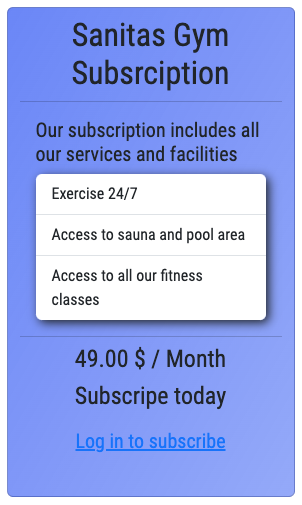 Sanitas Gym
Subsrciption
Our subscription includes all
our services and facilities
Exercise 24/7
Access to sauna and pool area
Access to all our fitness
classes
49.00 $ / Month
Subscripe today
Log in to subscribe